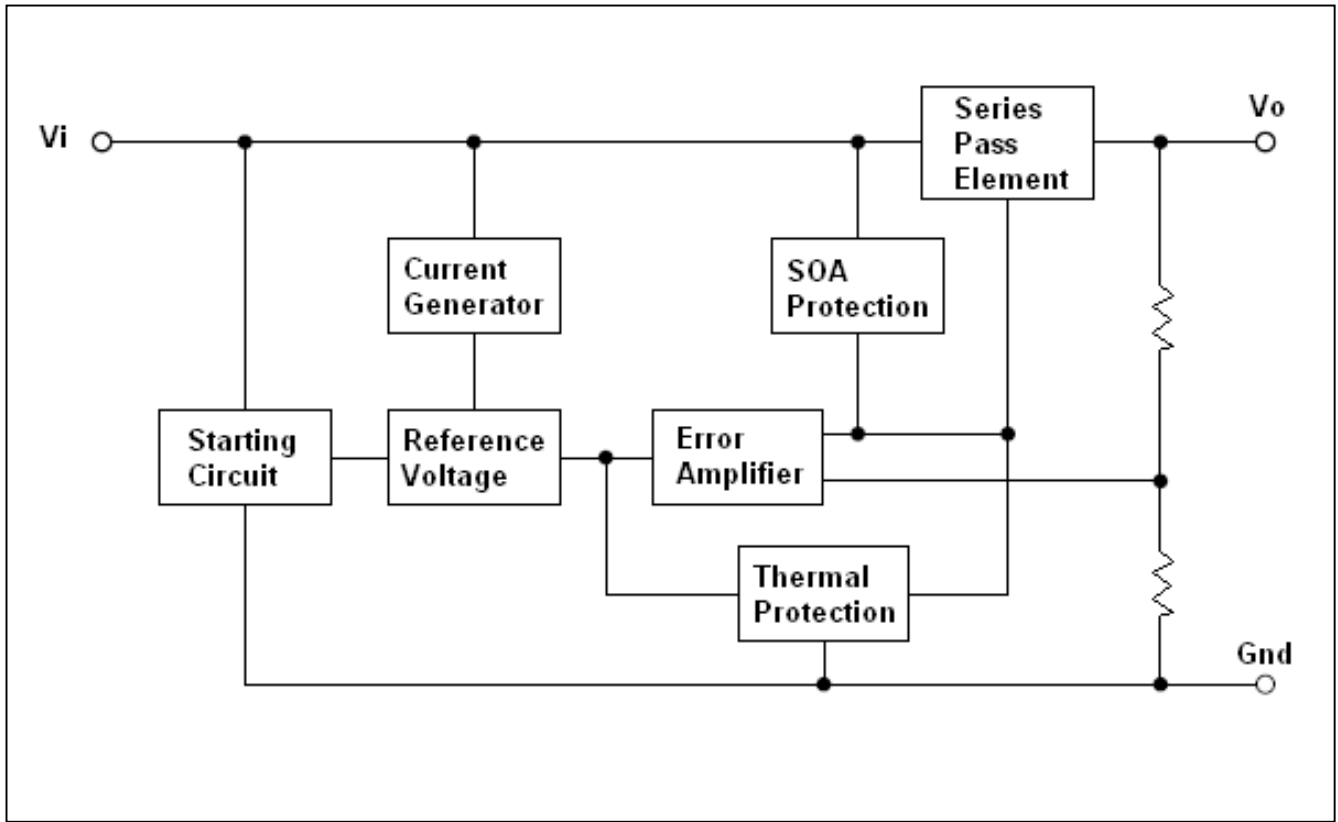 Vi
Series
Pass
Element
Vo
Current
Generator
SOA
Protection
Starting
Circuit
Reference
Voltage
Error
Amplifier
Thermal
Protection
Gnd